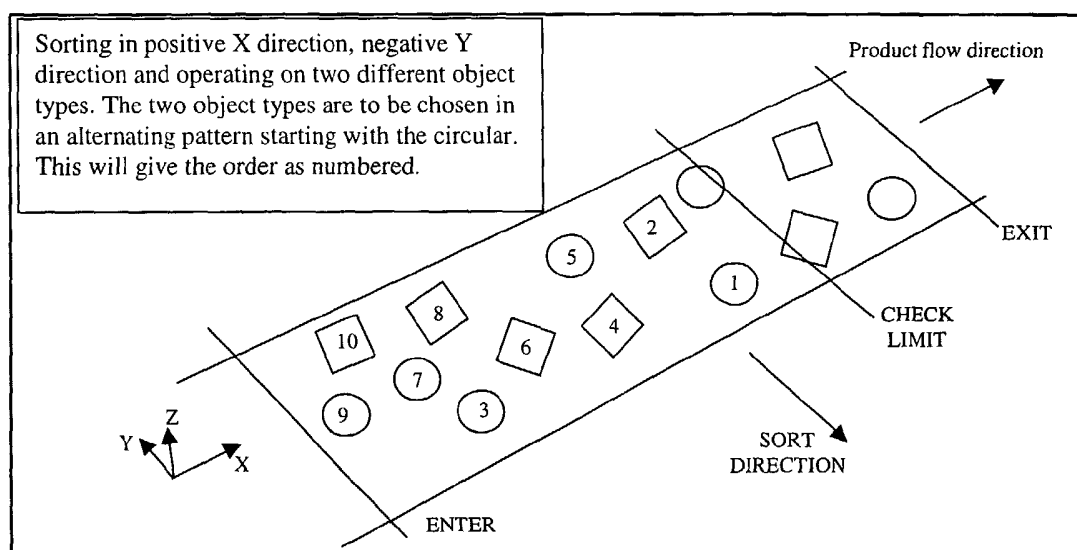 Sorting in positive X direction, negative Y
direction and operating on two different object
types. The two object types are to be chosen in
an alternating pattern starting with the circular.
This will give the order as numbered.
Product flow direction
2
5
EXIT
1
8
CHECK
LIMIT
4
10
6
7
9
3
SORT
DIRECTION
Z
Y
X
ENTER